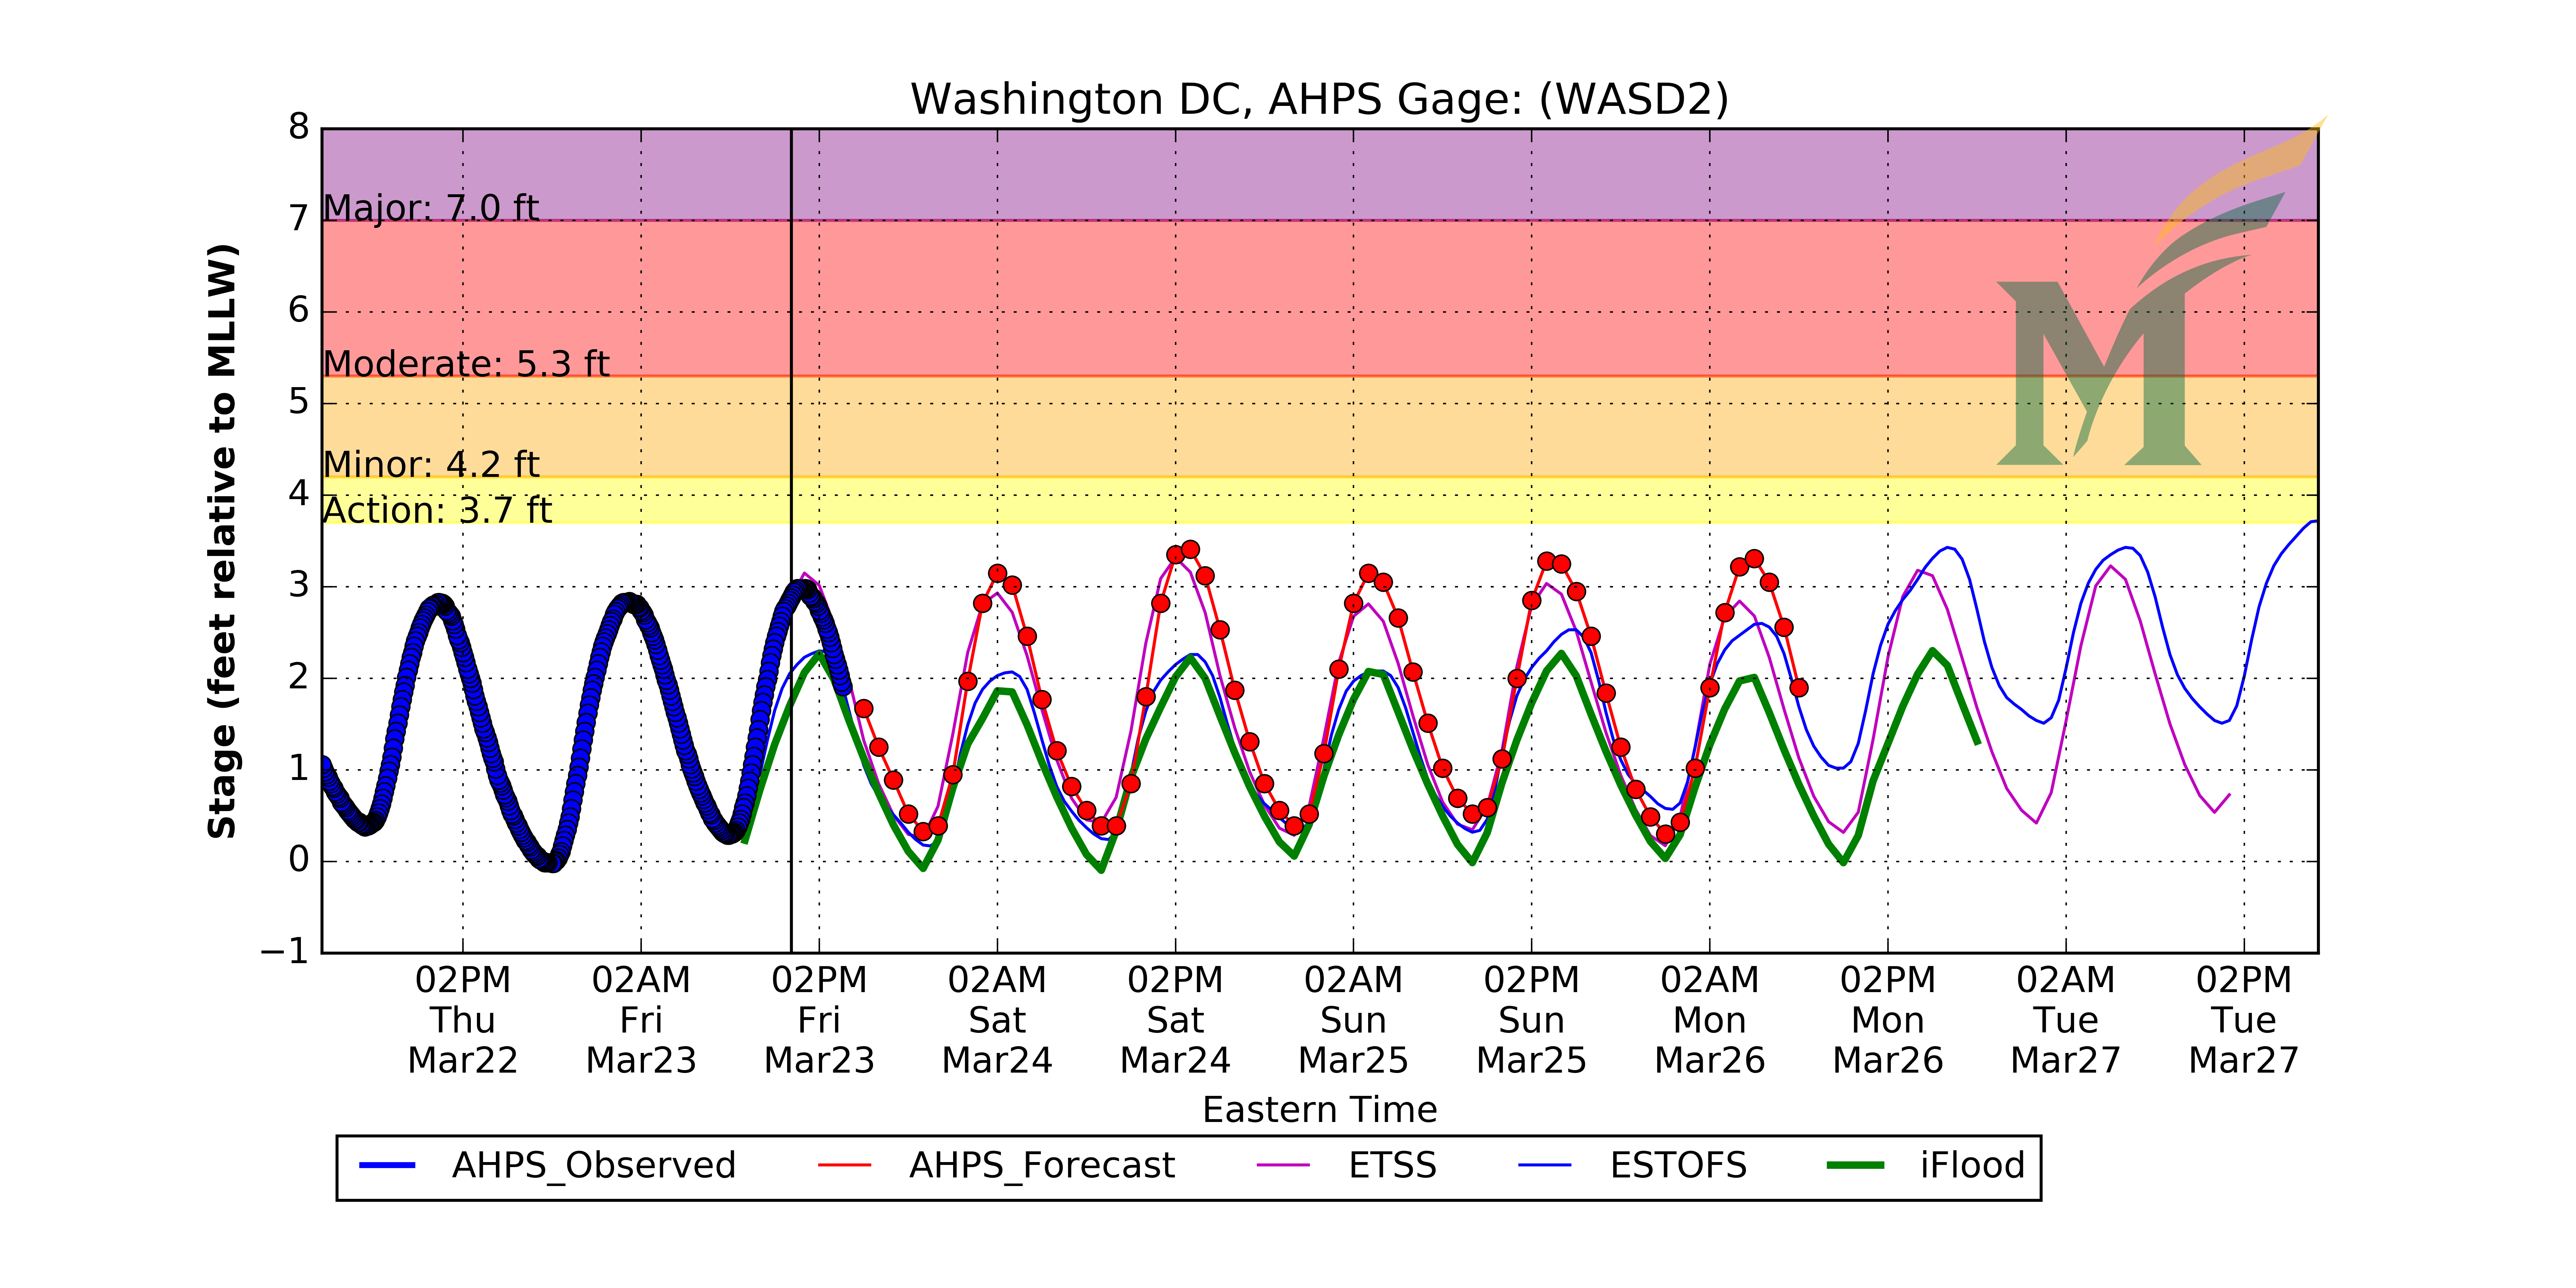 Washington DC, AHPS Gage: (WASD2)
Stage (feet relative to MLLW)
8
7
6
5
4
3
2
1
0
−1
Major: 7.0 ft
Moderate: 5.3 ft
Minor: 4.2 ft
Action: 3.7 ft
02PM 02AM 02PM 02AM 02PM 02AM 02PM 02AM 02PM 02AM 02PM
Thu Fri Fri Sat Sat Sun Sun Mon Mon Tue Tue
Mar22 Mar23 Mar23 Mar24 Mar24 Mar25 Mar25 Mar26 Mar26 Mar27 Mar27
Eastern Time
AHPS_Observed AHPS_Forecast ETSS ESTOFS iFlood
M